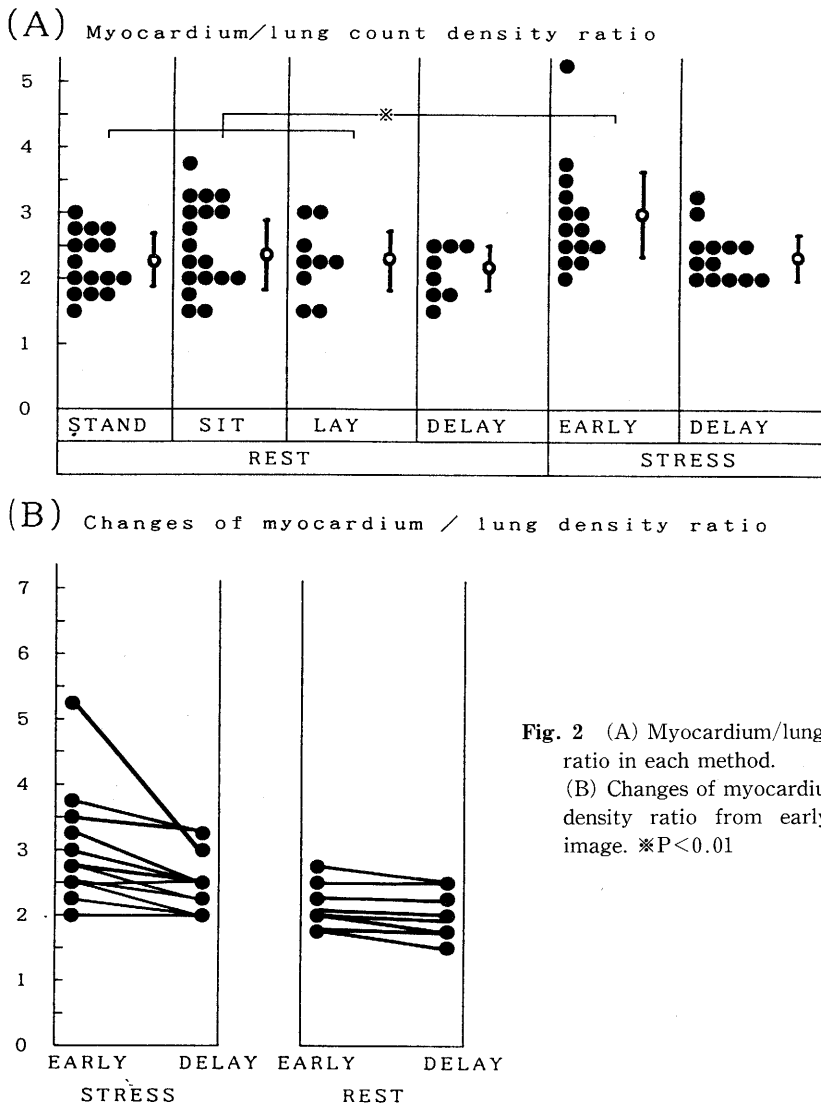 (A) Myocardium/lung count density ratio
5
4
3
2
1
0
※
STAND SIT LAY DELAY EARLY DELAY
REST STRESS
(B) Changes of myocardium / lung density ratio
7
6
5
4
3
2
1
0
EARLY DELAY EARLY DELAY
STRESS REST
Fig. 2 (A) Myocardium/lung
ratio in each method.
(B) Changes of myocardiu
density ratio from early
image. ※P<0.01